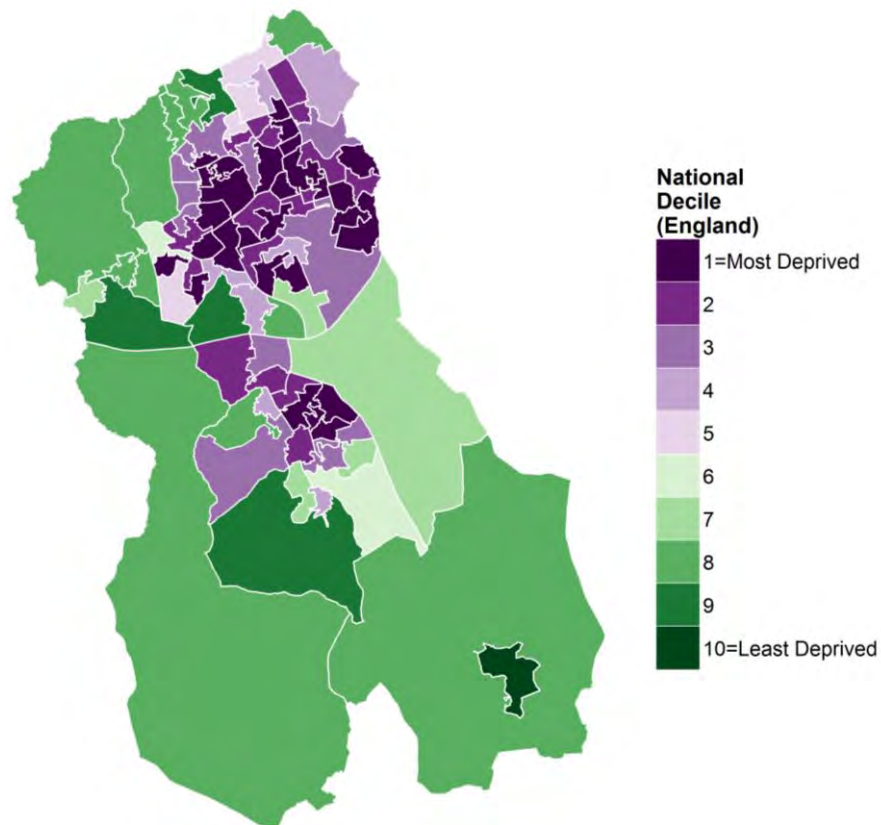 National
Decile
(England)
1=Most Deprived
2
3
4
5
6
7
8
9
10=Least Deprived